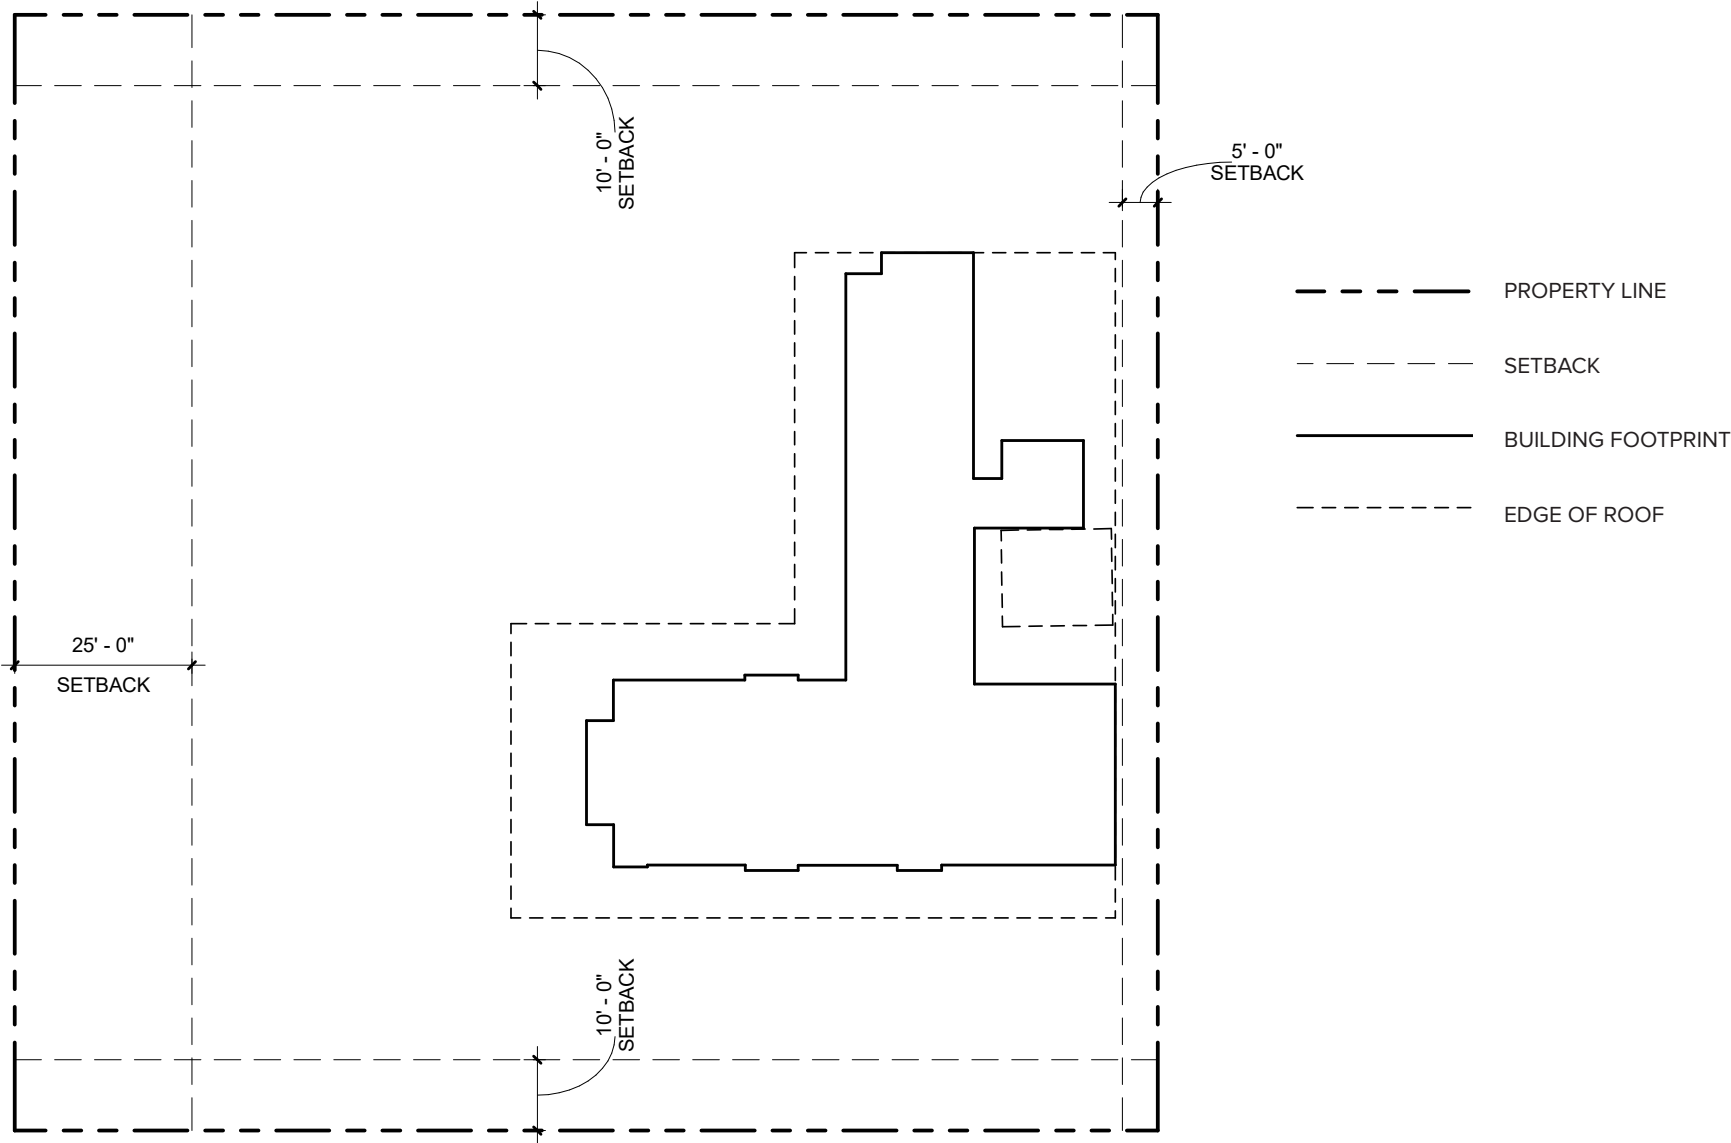 10' - 0"
SETBACK
5' - 0"
SETBACK
PROPERTY LINE
SETBACK
BUILDING FOOTPRINT
EDGE OF ROOF
25' - 0"
SETBACK
10' - 0"
SETBACK